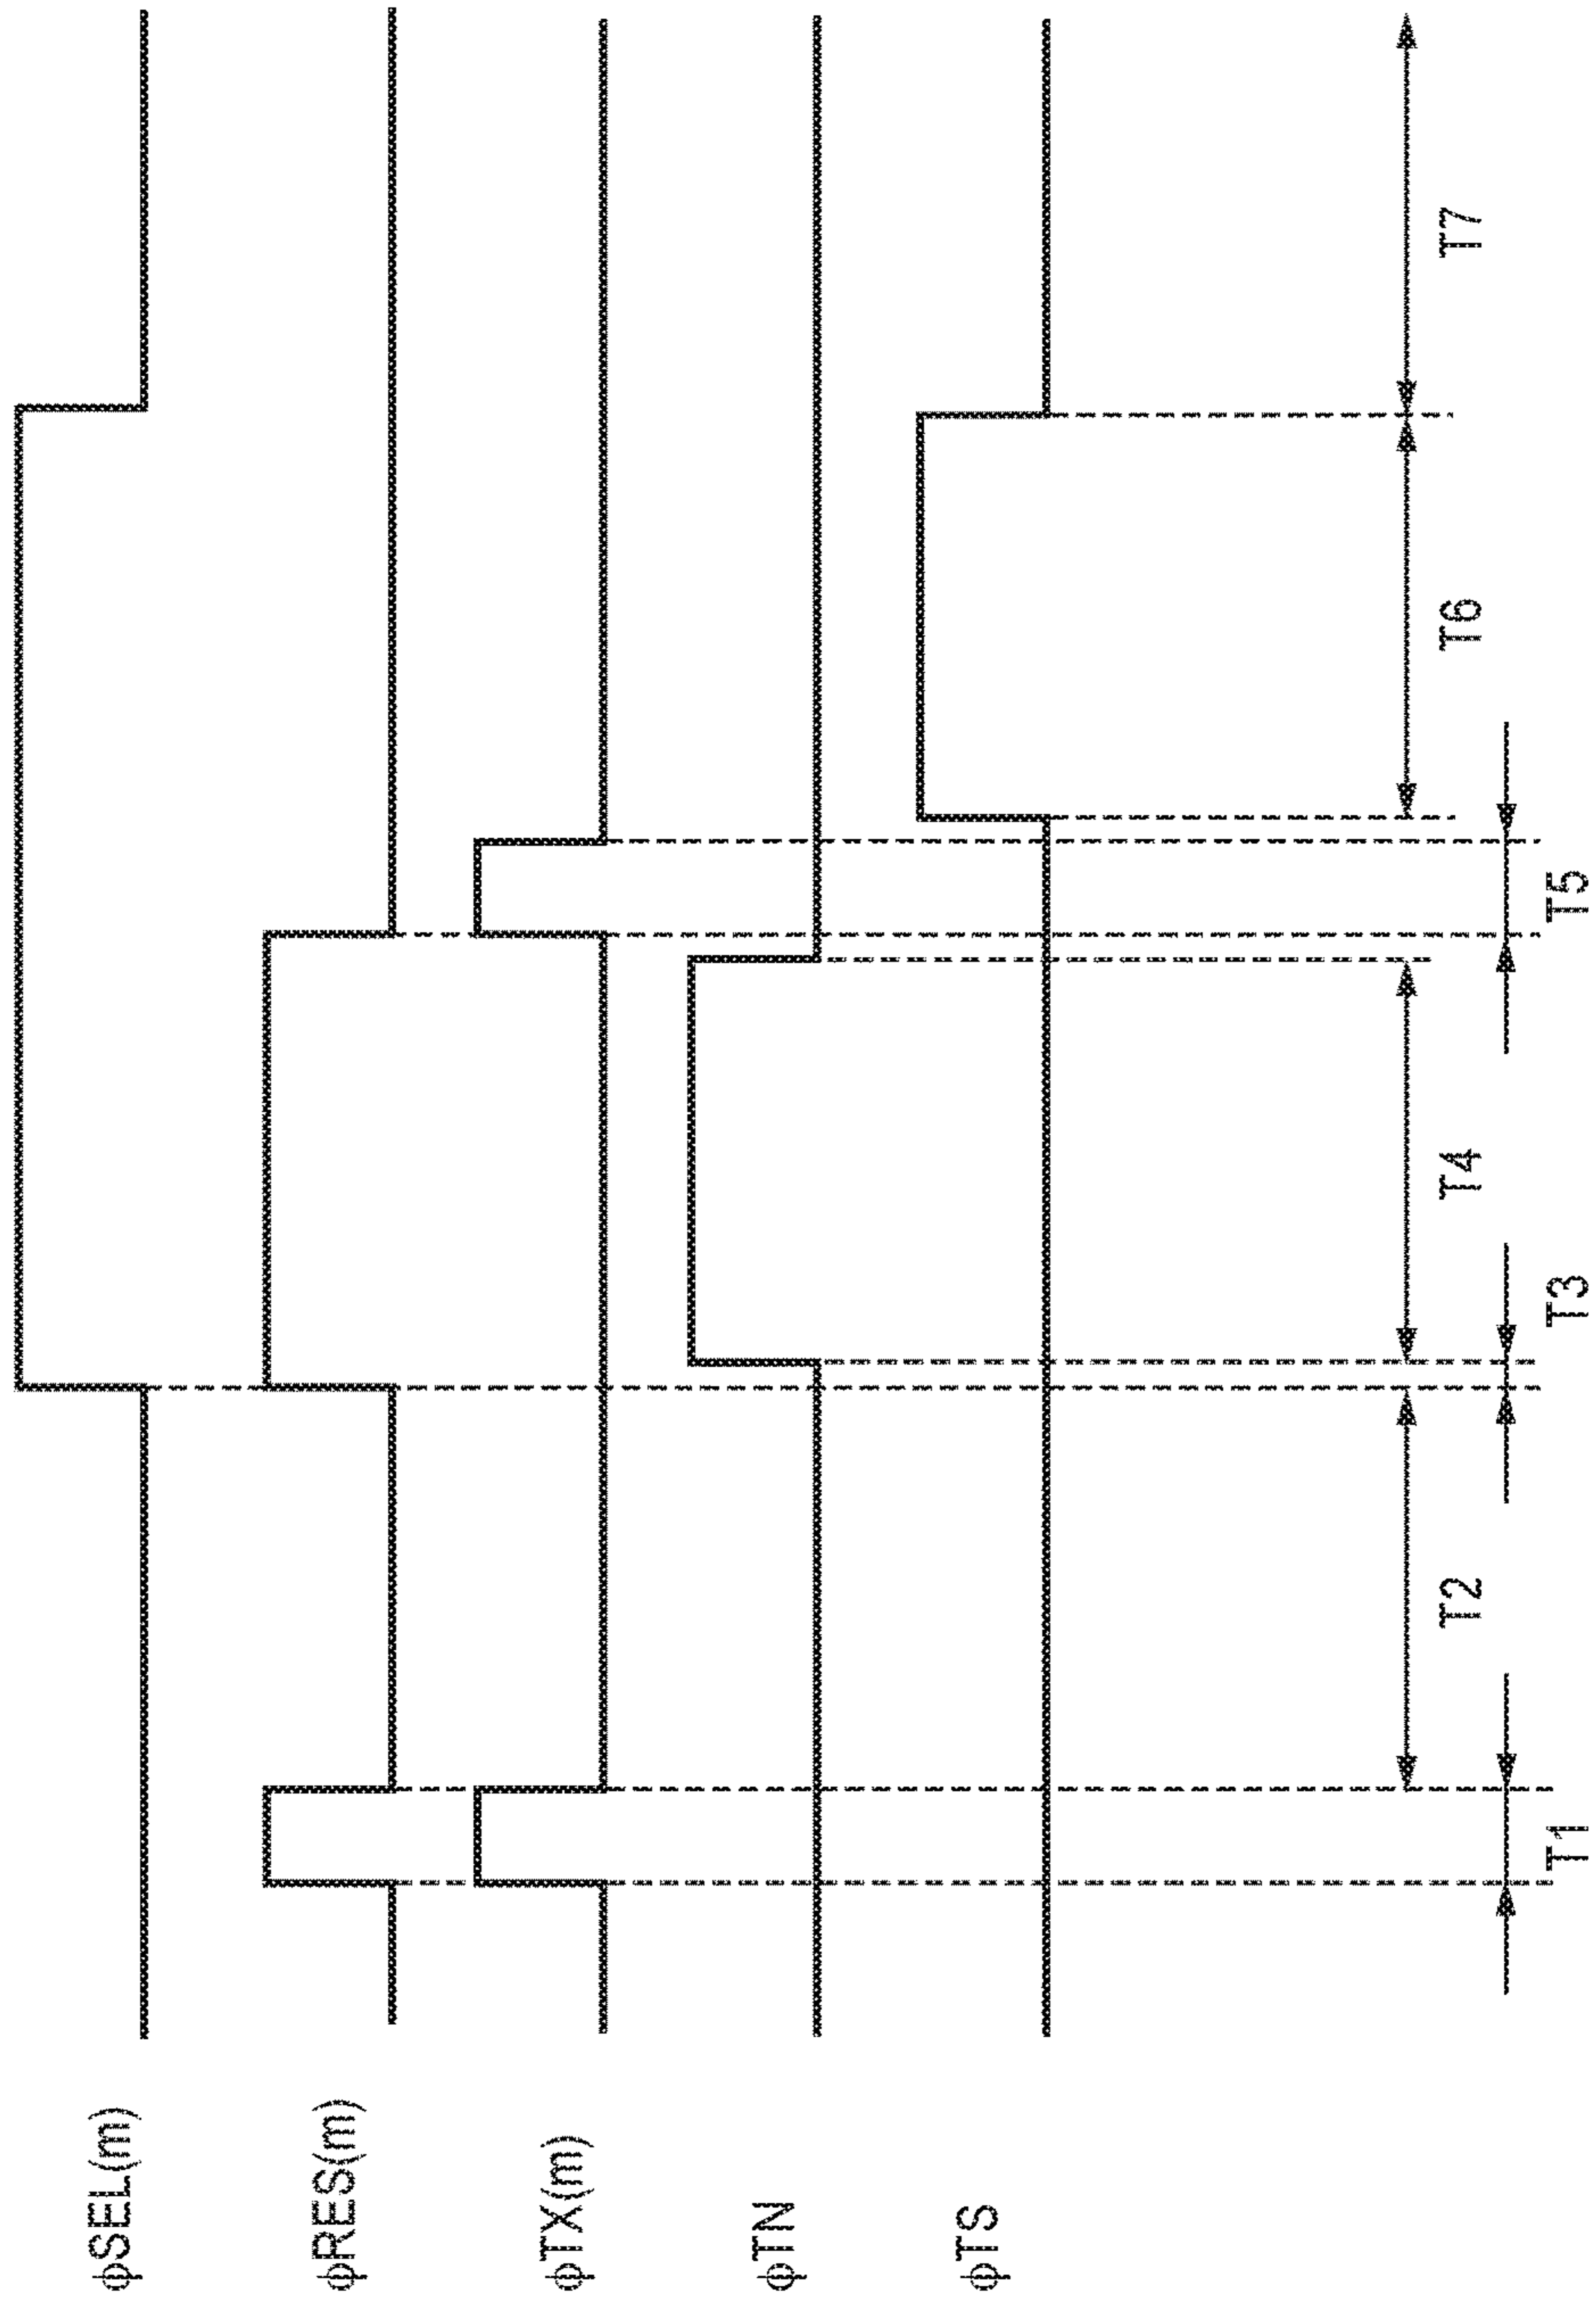 φSEL(m)
φRES(m)
φTX(m)
φTN
φTS
T1
T2
T3
T4
T5
T6
T7